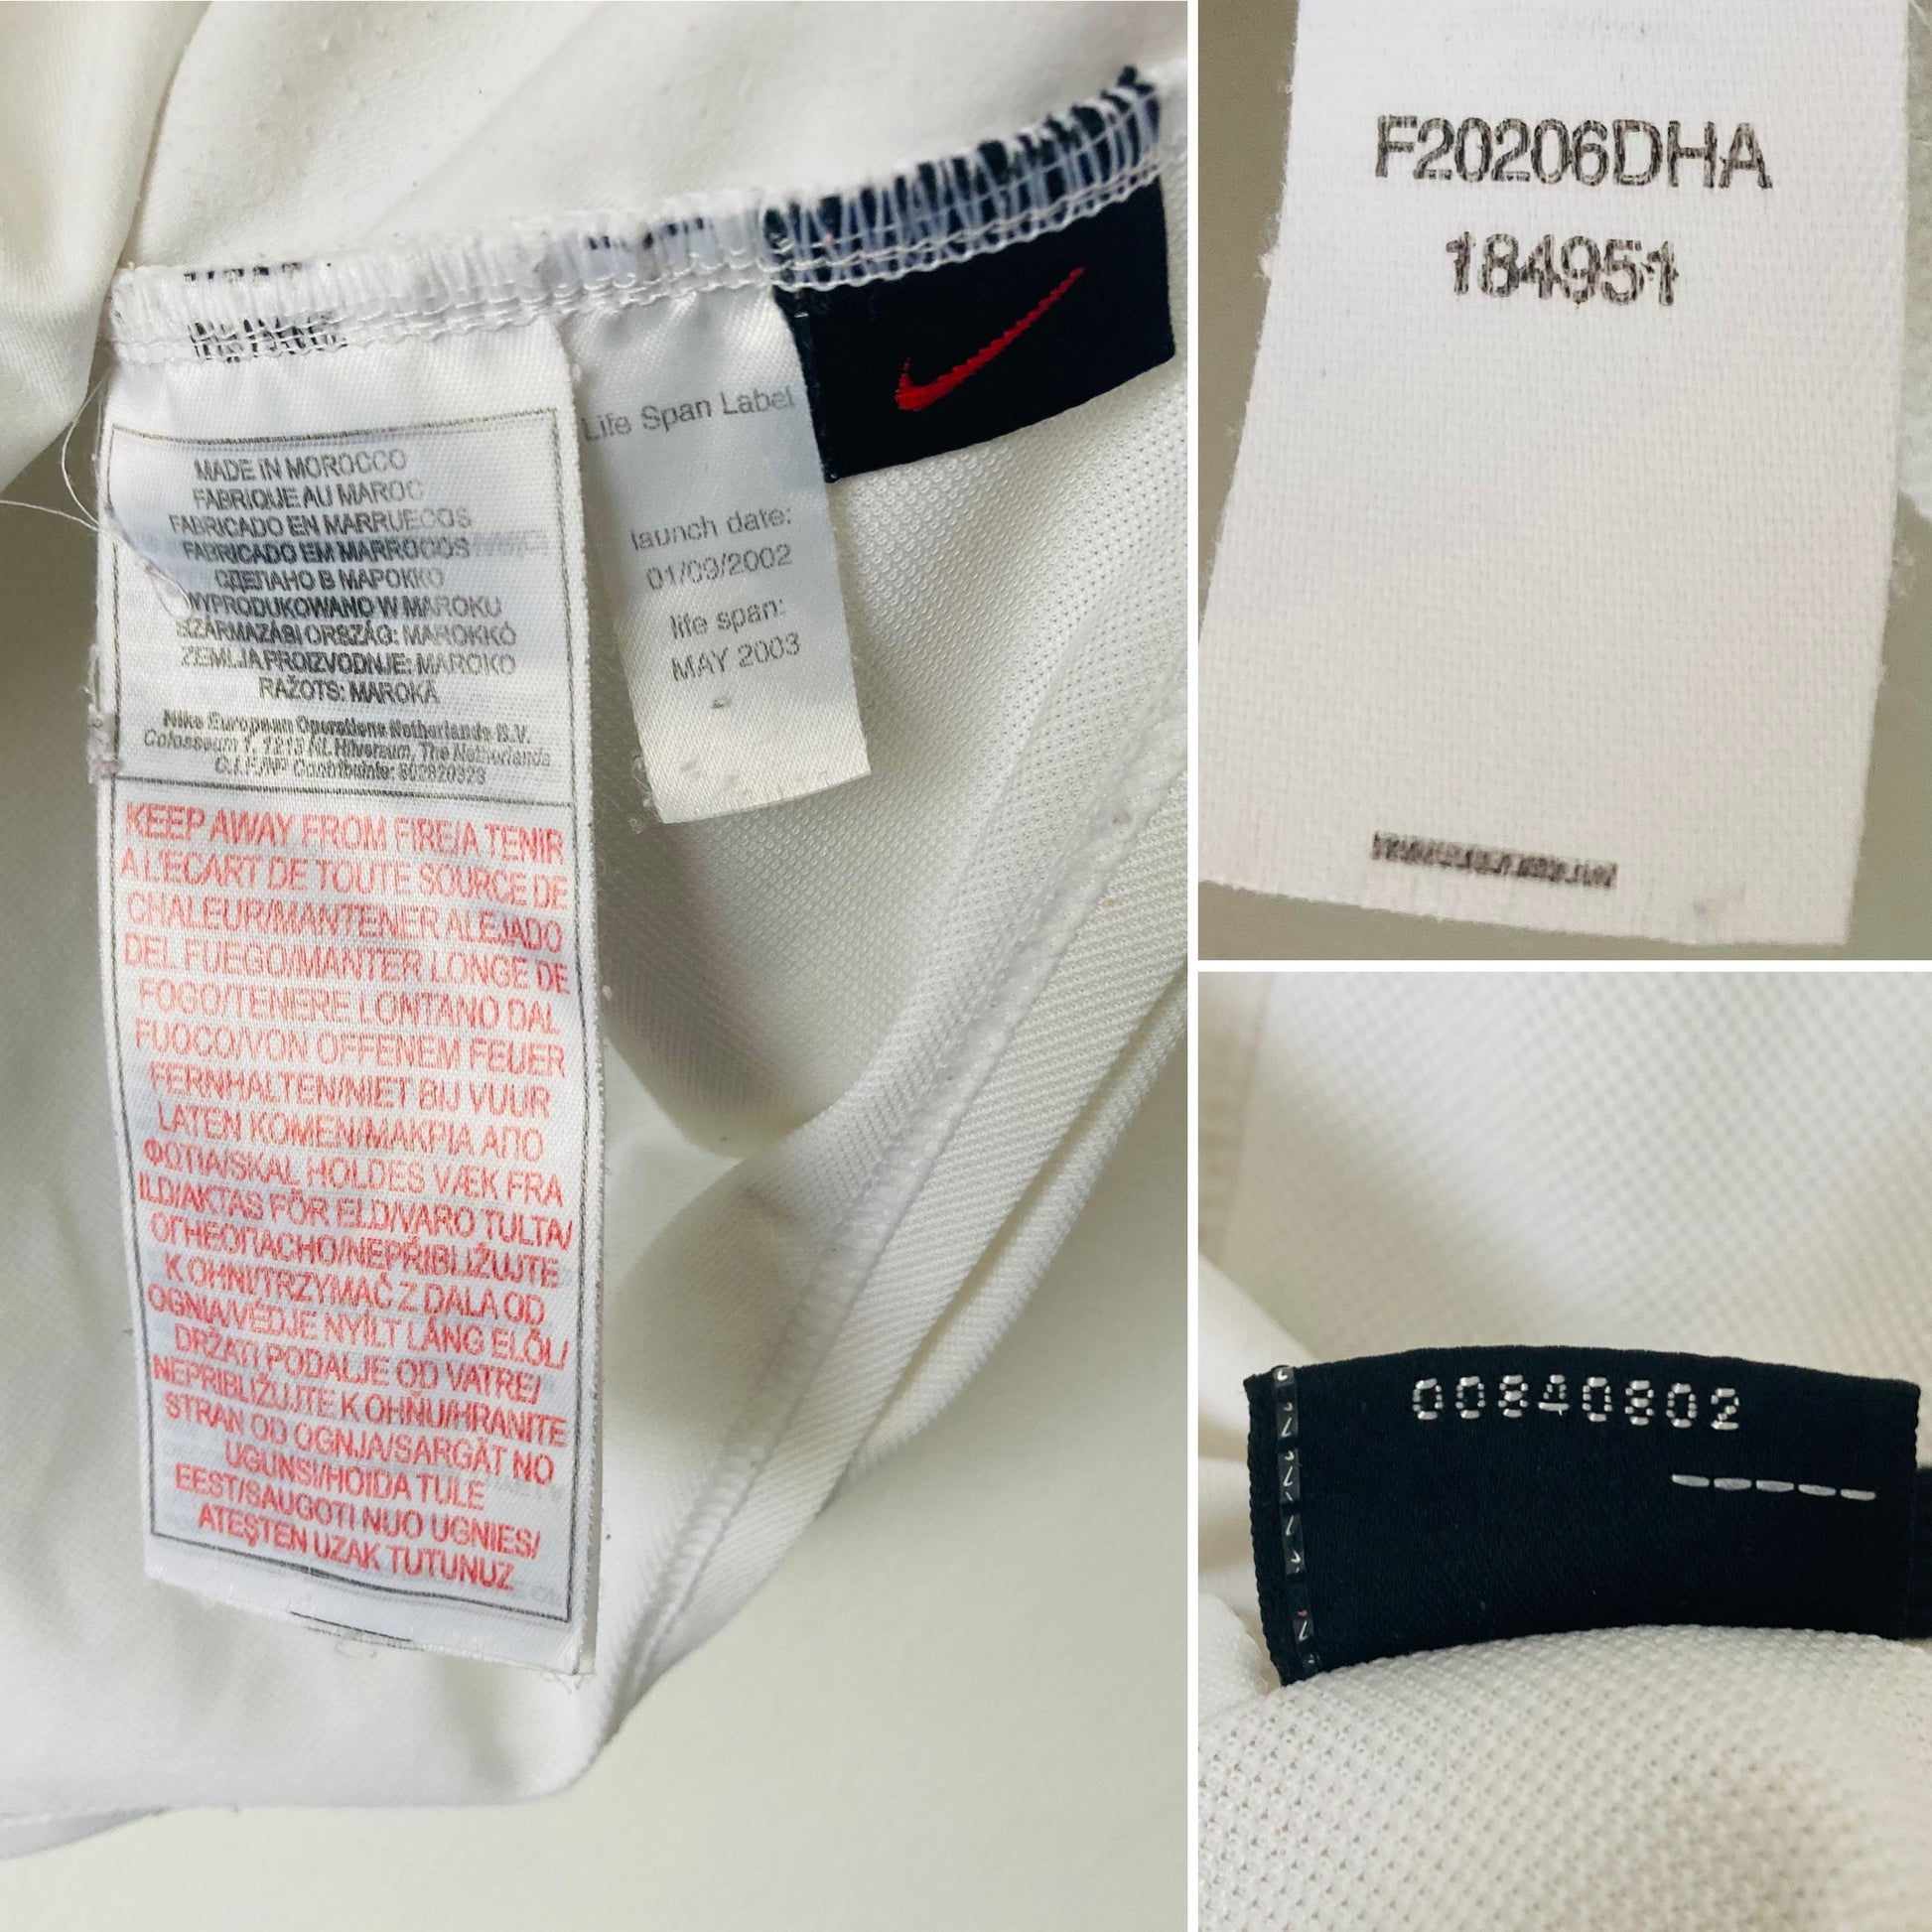 MADE IN MOROCCO
FABRIQUE AU MAROC
FABRICADO EN MARRUECOS
FABRICADO EM MARROCOS
СДЕЛАНО В МАРОККО
WYPRODUKOWANO W MAROKU
SZÁRMAZÁSI ORSZÁG: MAROKKÓ
ZEMLJA PROIZVODNJE: MAROKO
RAŽOTS: MAROKĀ
Nike European Operations Netherlands B.V.
Colosseum 1, 1213 NL Hilversum, The Netherlands
C.I.F./Nº Contribuinte: 802820323
KEEP AWAY FROM FIRE/A TENIR
A L'ECART DE TOUTE SOURCE DE
CHALEUR/MANTENER ALEJADO
DEL FUEGO/MANTER LONGE DE
FOGO/TENERE LONTANO DAL
FUOCO/VON OFFENEM FEUER
FERNHALTEN/NIET BIJ VUUR
LATEN KOMEN/ΜΑΚΡΙΑ ΑΠΟ
ΦΩΤΙΑ/SKAL HOLDES VÆK FRA
ILD/AKTAS FÖR ELD/VARO TULTA/
ОГНЕОПАСНО/NEPŘIBLIŽUJTE
K OHNI/TRZYMAĆ Z DALA OD
OGNIA/VÉDJE NYÍLT LÁNG ELŐL/
DRŽATI PODALJE OD VATRE/
NEPRIBLIŽUJTE K OHŇU/HRANITE
STRAN OD OGNJA/SARGĀT NO
UGUNSI/HOIDA TULE
EEST/SAUGOTI NUO UGNIES/
ATEŞTEN UZAK TUTUNUZ
Life Span Label
launch date:
01/09/2002
life span:
MAY 2003
F20206DHA
184951
00840802